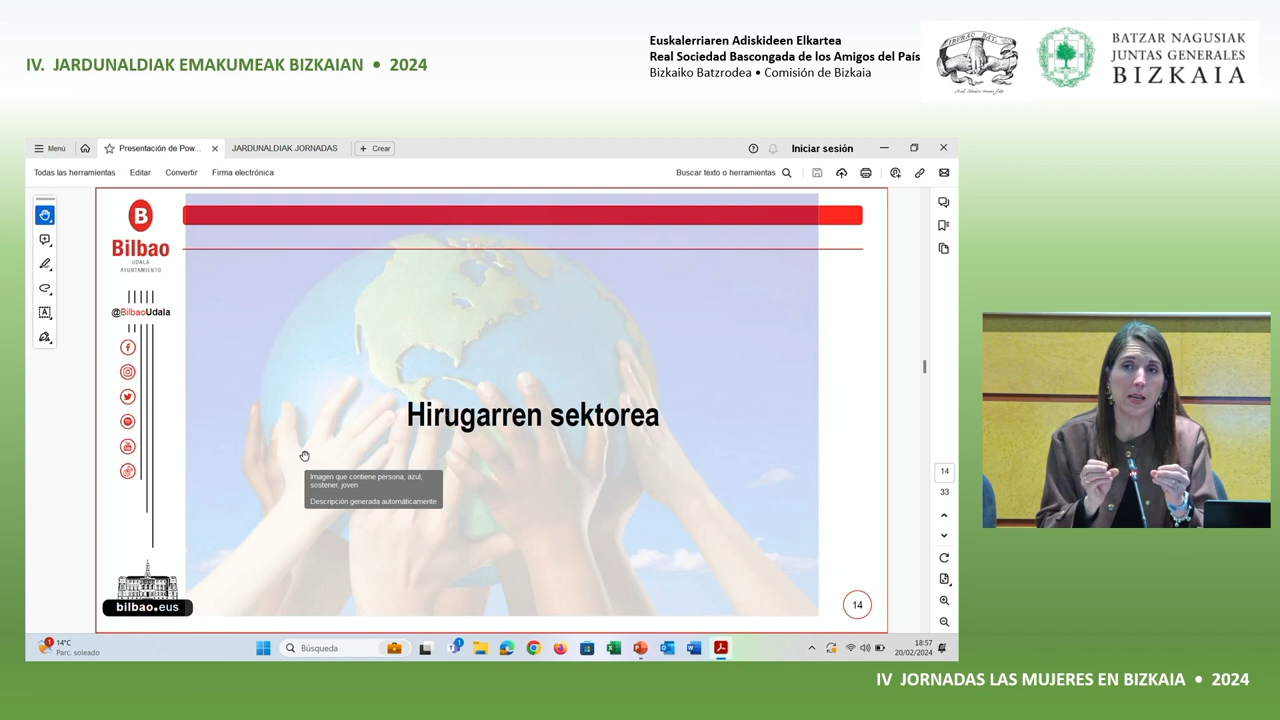 IV. JARDUNALDIAK EMAKUMEAK BIZKAIAN • 2024
Euskalerriaren Adiskideen Elkartea
Real Sociedad Bascongada de los Amigos del País
Bizkaiko Batzrodea • Comisión de Bizkaia
BATZAR NAGUSIAK
JUNTAS GENERALES
BIZKAIA
Menú
Presentación de Pow...
JARDUNALDIAK JORNADAS
Crear
Iniciar sesión
Todas las herramientas
Editar
Convertir
Firma electrónica
Buscar texto o herramientas
B
Bilbao
UDALA
AYUNTAMIENTO
@BilbaoUdala
Hirugarren sektorea
Imagen que contiene persona, azul,
sostener, joven
Descripción generada automáticamente
bilbao.eus
14
14
33
1
14°C
Parc. soleado
Búsqueda
1
18:57
20/02/2024
IV JORNADAS LAS MUJERES EN BIZKAIA • 2024